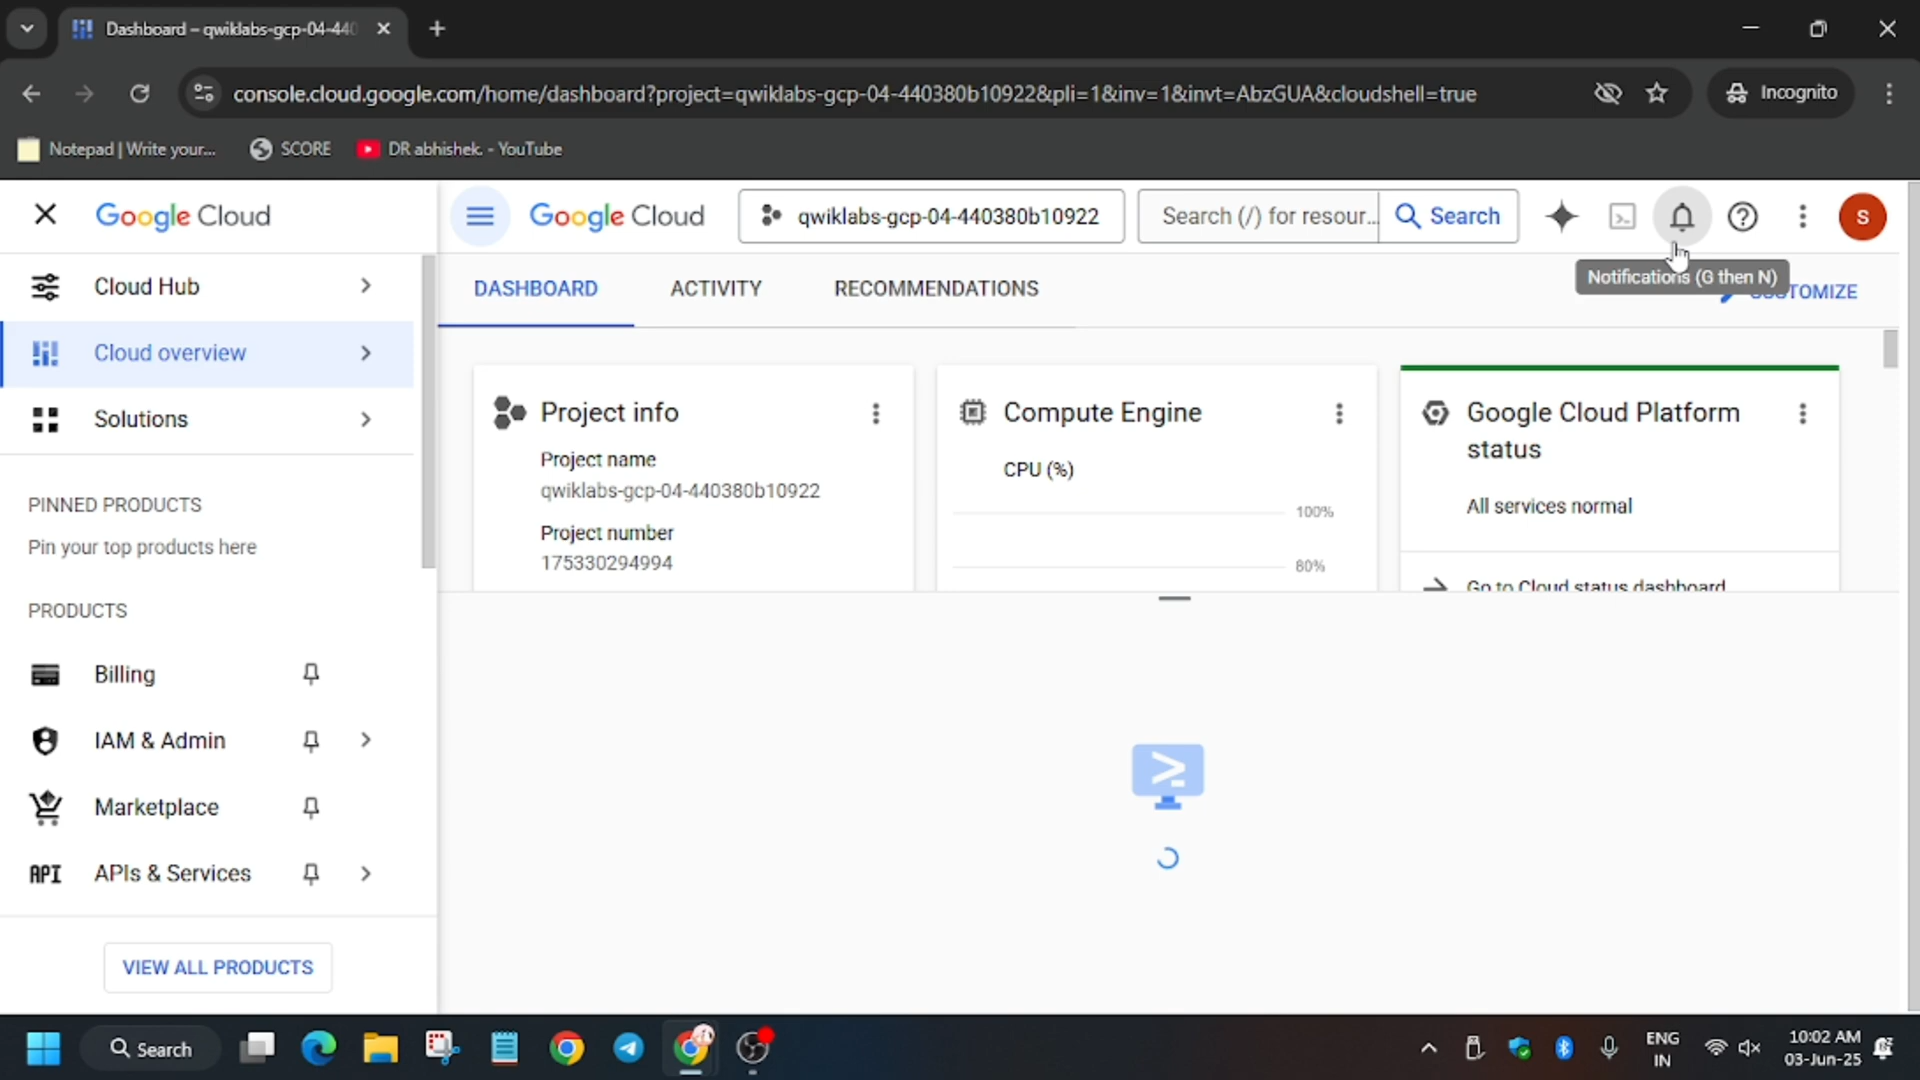 Dashboard – qwiklabs-gcp-04-440
console.cloud.google.com/home/dashboard?project=qwiklabs-gcp-04-440380b10922&pli=1&inv=1&invt=AbzGUA&cloudshell=true
Incognito
Notepad | Write your...
SCORE
DR abhishek. - YouTube
Google Cloud
Google Cloud
qwiklabs-gcp-04-440380b10922
Search (/) for resour...
Search
S
Notifications (G then N)
Cloud Hub
Cloud overview
Solutions
PINNED PRODUCTS
Pin your top products here
PRODUCTS
Billing
IAM & Admin
Marketplace
API APIs & Services
VIEW ALL PRODUCTS
DASHBOARD
ACTIVITY
RECOMMENDATIONS
CUSTOMIZE
Project info
Project name
qwiklabs-gcp-04-440380b10922
Project number
175330294994
Compute Engine
CPU (%)
100%
80%
Google Cloud Platform
status
All services normal
Go to Cloud status dashboard
Search
ENG
IN
10:02 AM
03-Jun-25